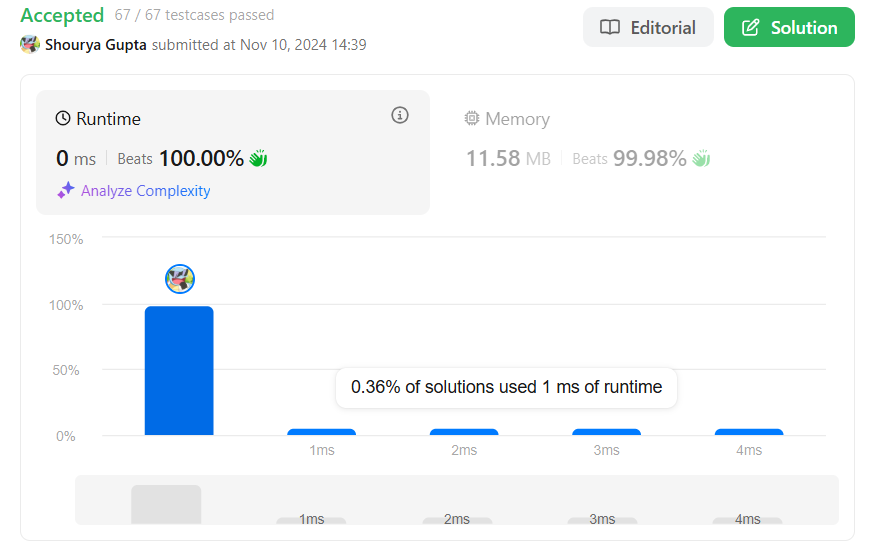 Accepted 67 / 67 testcases passed
Editorial
Solution
Shourya Gupta submitted at Nov 10, 2024 14:39
Runtime
0 ms Beats 100.00%
Analyze Complexity
Memory
11.58 MB Beats 99.98%
150%
100%
50%
0%
0.36% of solutions used 1 ms of runtime
1ms 2ms 3ms 4ms
1ms 2ms 3ms 4ms